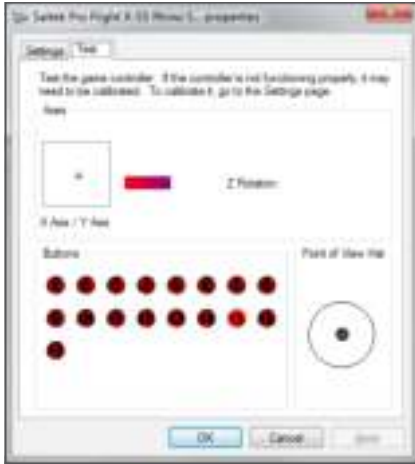 Saitek Pro Flight X-55 Rhino S... properties
Settings Test
Test the game controller. If the controller is not functioning properly, it may
need to be calibrated. To calibrate it, go to the Settings page.
Axes
Z Rotation
X Axis / Y Axis
Buttons
Point of View Hat
OK Cancel Apply